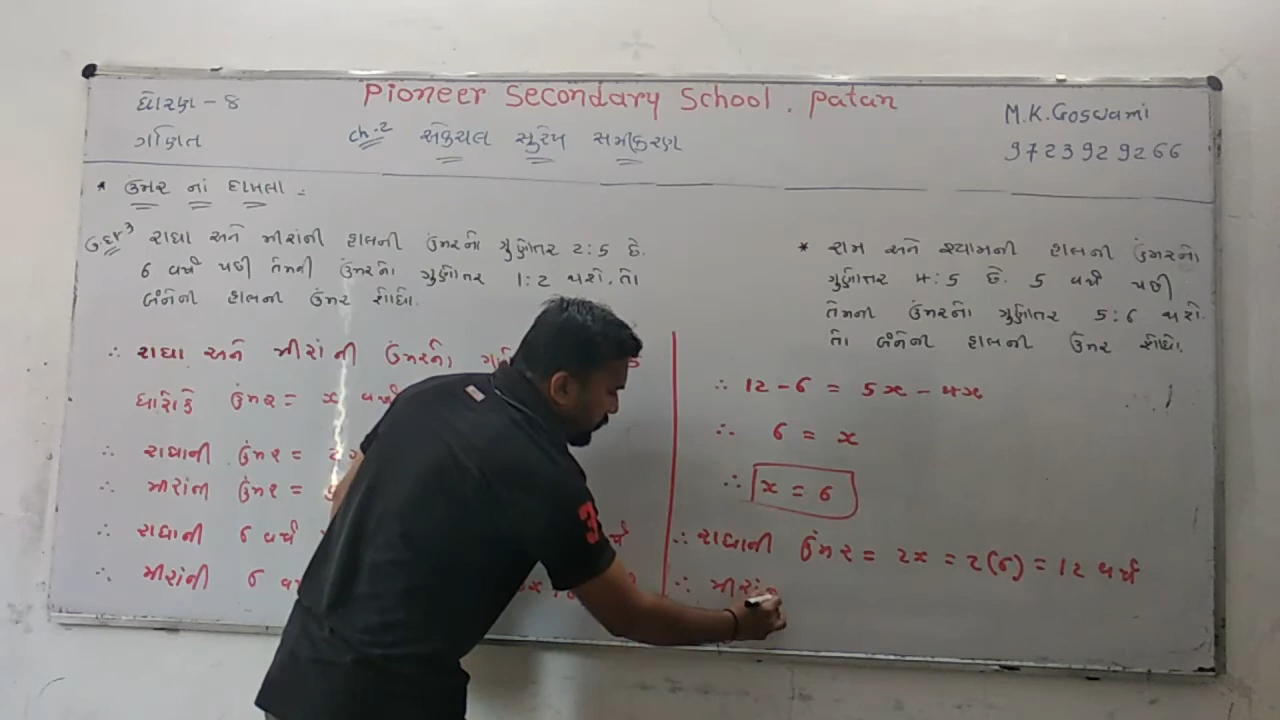 Pioneer Secondary School. Patan
ધોરણ - 8
ગણિત
ch.2 એકચલ સુરેખ સમીકરણ
M.K.Goswami
9723929266
* ઉંમર નાં દાખલા :
ઉદા 3 રાધા અને મીરાંની હાલની ઉંમરનો ગુણોત્તર 2:5 છે.
6 વર્ષ પછી તેમની ઉંમરનો ગુણોત્તર 1:2 થશે. તો
બંનેની હાલની ઉંમર શોધો.
∴ રાધા અને મીરાં ની ઉંમરનો
ધારોકે ઉંમર = x વર્ષ
∴ રાધાની ઉંમર =
∴ મીરાંની ઉંમર =
∴ રાધાની 6 વર્ષ
∴ મીરાંની 6
* રામ અને શ્યામની હાલની ઉંમરનો
ગુણોત્તર 4:5 છે. 5 વર્ષ પછી
તેમની ઉંમરનો ગુણોત્તર 5:6 થશે.
તો બંનેની હાલની ઉંમર શોધો.
∴ 12 - 6 = 5x - 4x
∴ 6 = x
∴ x = 6
∴ રાધાની ઉંમર = 2x = 2(6) = 12 વર્ષ
∴ મીરાં